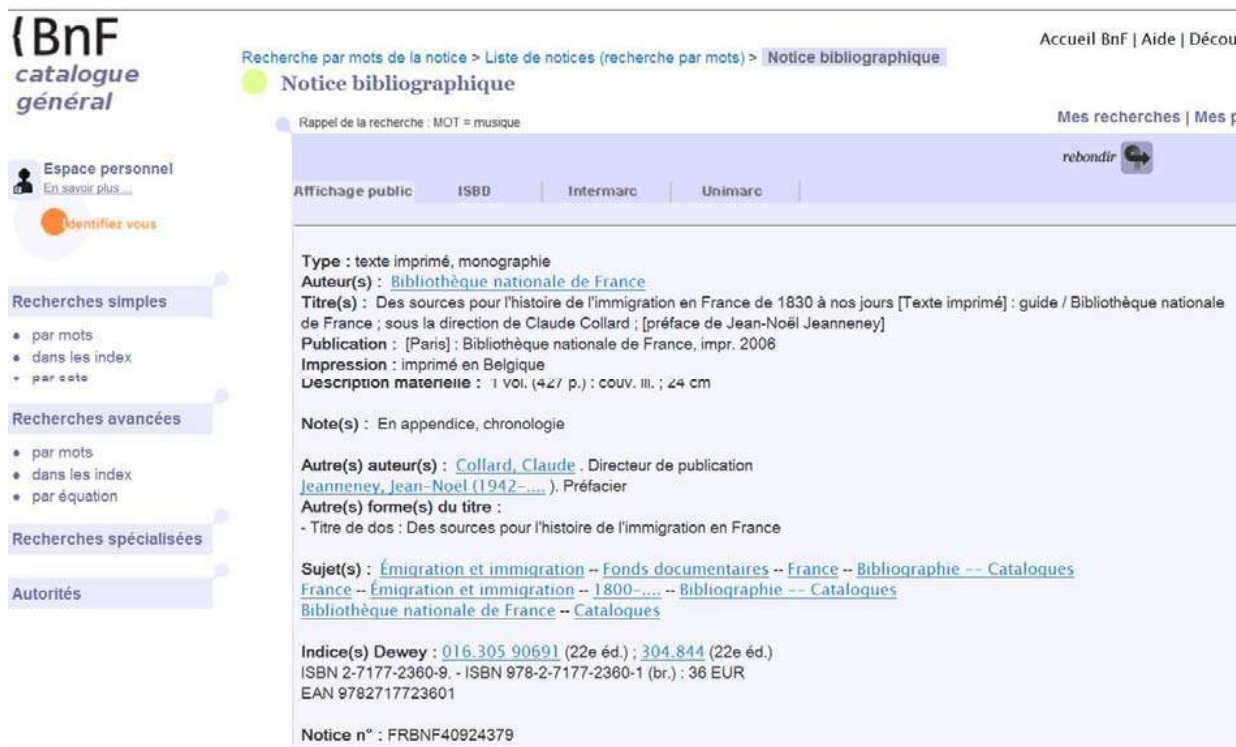 {BnF
catalogue
général
Accueil BnF | Aide | Découv
Recherche par mots de la notice > Liste de notices (recherche par mots) > Notice bibliographique
Notice bibliographique
Rappel de la recherche : MOT = musique
Mes recherches | Mes p
rebondir
Affichage public
ISBD
Intermarc
Unimarc
Espace personnel
En savoir plus ...
Identifiez vous
Recherches simples
par mots
dans les index
par cote
Recherches avancées
par mots
dans les index
par équation
Recherches spécialisées
Autorités
Type : texte imprimé, monographie
Auteur(s) : Bibliothèque nationale de France
Titre(s) : Des sources pour l'histoire de l'immigration en France de 1830 à nos jours [Texte imprimé] : guide / Bibliothèque nationale
de France ; sous la direction de Claude Collard ; [préface de Jean-Noël Jeanneney]
Publication : [Paris] : Bibliothèque nationale de France, impr. 2006
Impression : imprimé en Belgique
Description matérielle : 1 vol. (427 p.) : couv. ill. ; 24 cm
Note(s) : En appendice, chronologie
Autre(s) auteur(s) : Collard, Claude . Directeur de publication
Jeanneney, Jean-Noël (1942-.... ). Préfacier
Autre(s) forme(s) du titre :
- Titre de dos : Des sources pour l'histoire de l'immigration en France
Sujet(s) : Émigration et immigration -- Fonds documentaires -- France -- Bibliographie -- Catalogues
France -- Émigration et immigration -- 1800-.... -- Bibliographie -- Catalogues
Bibliothèque nationale de France -- Catalogues
Indice(s) Dewey : 016.305 90691 (22e éd.) ; 304.844 (22e éd.)
ISBN 2-7177-2360-9. - ISBN 978-2-7177-2360-1 (br.) : 36 EUR
EAN 9782717723601
Notice n° : FRBNF40924379